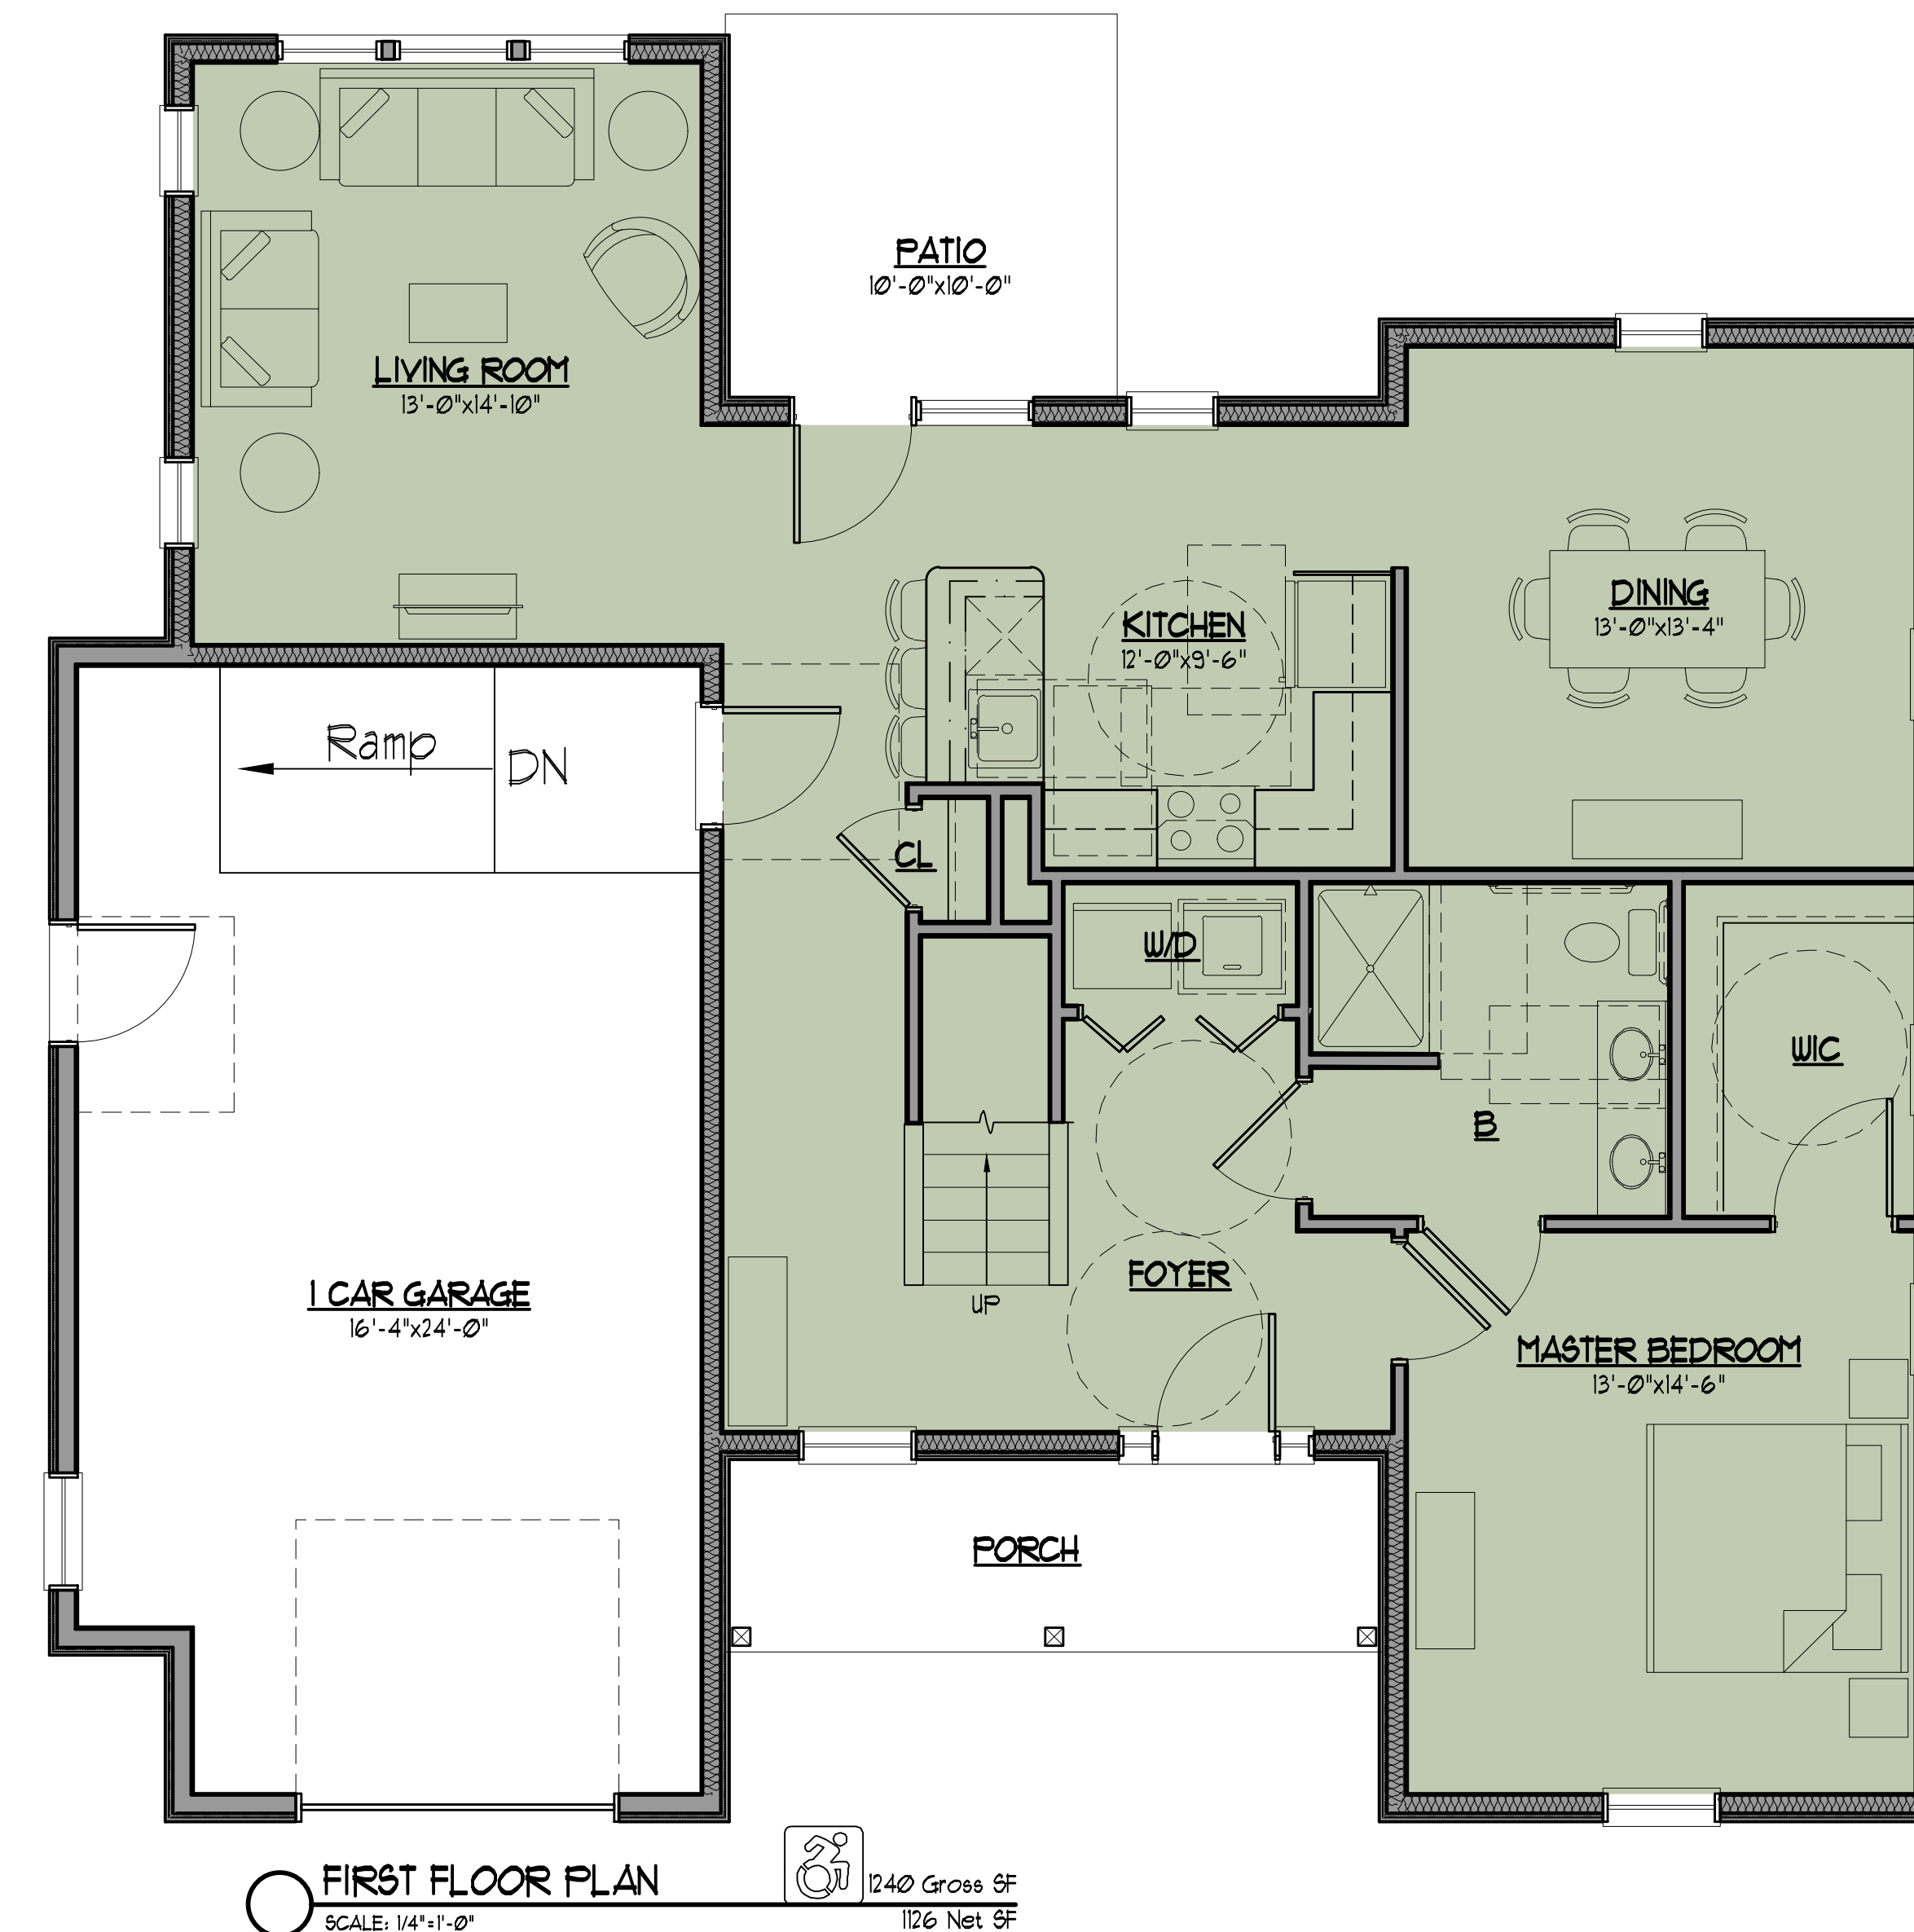 PATIO
10'-0"x10'-0"
LIVING ROOM
13'-0"x14'-10"
DINING
13'-0"x13'-4"
KITCHEN
12'-0"x9'-6"
Ramp
DN
CL
W/D
WIC
B
FOYER
UP
1 CAR GARAGE
16'-4"x24'-0"
MASTER BEDROOM
13'-0"x14'-6"
PORCH
FIRST FLOOR PLAN
1240 Gross SF
SCALE: 1/4"=1'-0"
1126 Net SF